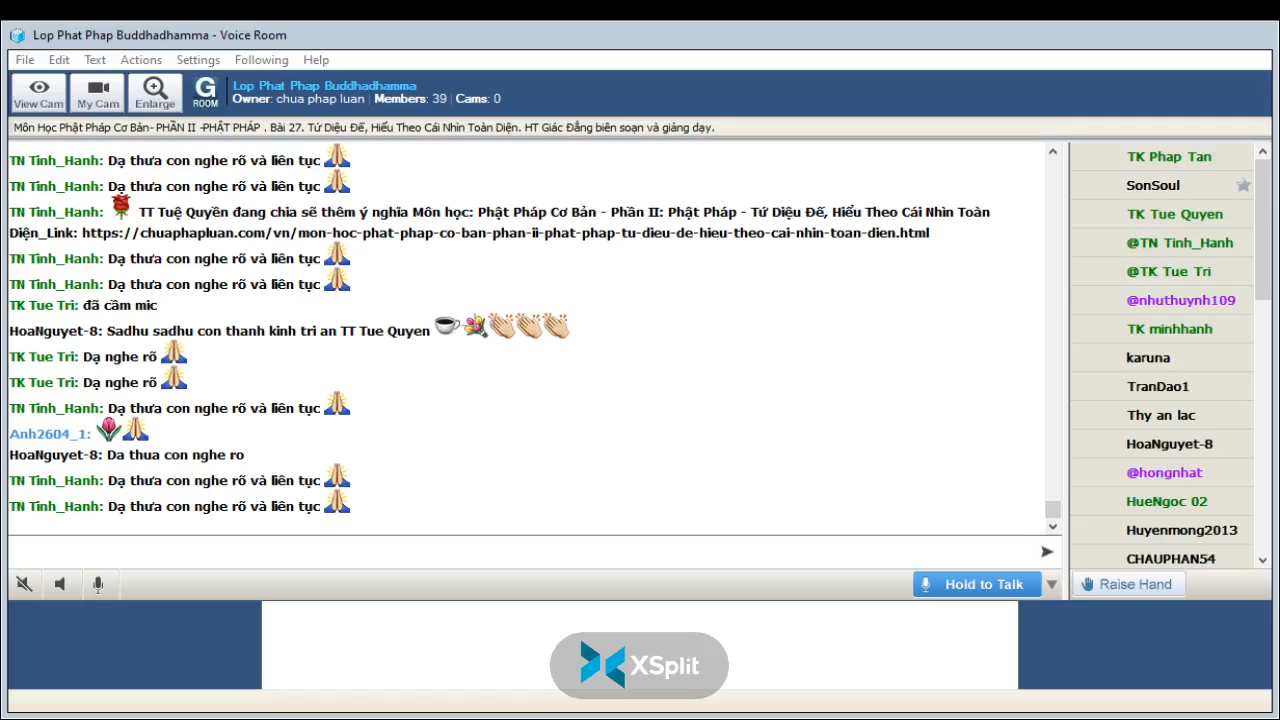 Lop Phat Phap Buddhadhamma - Voice Room
File Edit Text Actions Settings Following Help
View Cam My Cam Enlarge G ROOM
Lop Phat Phap Buddhadhamma
Owner: chua phap luan | Members: 39 | Cams: 0
Môn Học Phật Pháp Cơ Bản- PHẦN II -PHẬT PHÁP . Bài 27. Tứ Diệu Đế, Hiểu Theo Cái Nhìn Toàn Diện. HT Giác Đẳng biên soạn và giảng dạy.
TN Tinh_Hanh: Dạ thưa con nghe rõ và liên tục
TN Tinh_Hanh: Dạ thưa con nghe rõ và liên tục
TN Tinh_Hanh: TT Tuệ Quyền đang chia sẽ thêm ý nghĩa Môn học: Phật Pháp Cơ Bản - Phần II: Phật Pháp - Tứ Diệu Đế, Hiểu Theo Cái Nhìn Toàn
Diện_Link: https://chuaphapluan.com/vn/mon-hoc-phat-phap-co-ban-phan-ii-phat-phap-tu-dieu-de-hieu-theo-cai-nhin-toan-dien.html
TN Tinh_Hanh: Dạ thưa con nghe rõ và liên tục
TN Tinh_Hanh: Dạ thưa con nghe rõ và liên tục
TK Tue Tri: đã cầm mic
HoaNguyet-8: Sadhu sadhu con thanh kinh tri an TT Tue Quyen
TK Tue Tri: Dạ nghe rõ
TK Tue Tri: Dạ nghe rõ
TN Tinh_Hanh: Dạ thưa con nghe rõ và liên tục
Anh2604_1:
HoaNguyet-8: Da thua con nghe ro
TN Tinh_Hanh: Dạ thưa con nghe rõ và liên tục
TN Tinh_Hanh: Dạ thưa con nghe rõ và liên tục
TK Phap Tan
SonSoul
TK Tue Quyen
@TN Tinh_Hanh
@TK Tue Tri
@nhuthuynh109
TK minhhanh
karuna
TranDao1
Thy an lac
HoaNguyet-8
@hongnhat
HueNgoc 02
Huyenmong2013
CHAUPHAN54
Hold to Talk
Raise Hand
XSplit